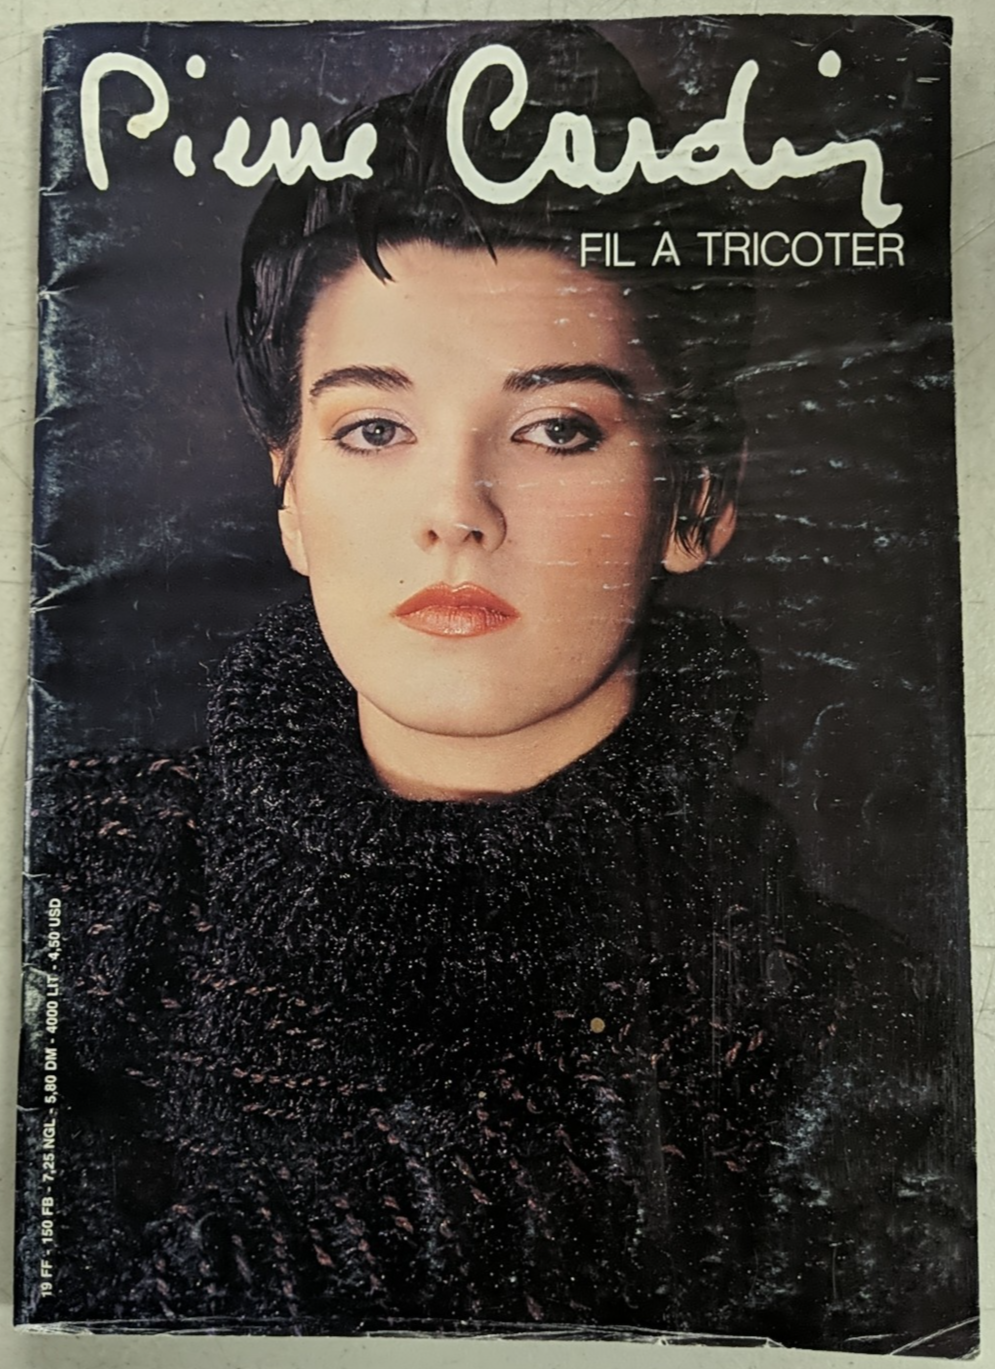 Pierre Cardin
FIL A TRICOTER
19 FF - 150 FB - 7,25 NGL - 5,80 DM - 4000 LIT - 4,50 USD